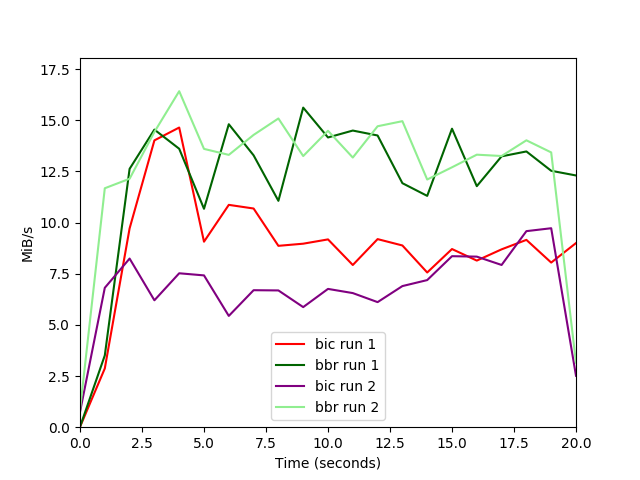 17.5
15.0
12.5
10.0
7.5
5.0
2.5
0.0
MiB/s
bic run 1
bbr run 1
bic run 2
bbr run 2
0.0 2.5 5.0 7.5 10.0 12.5 15.0 17.5 20.0
Time (seconds)